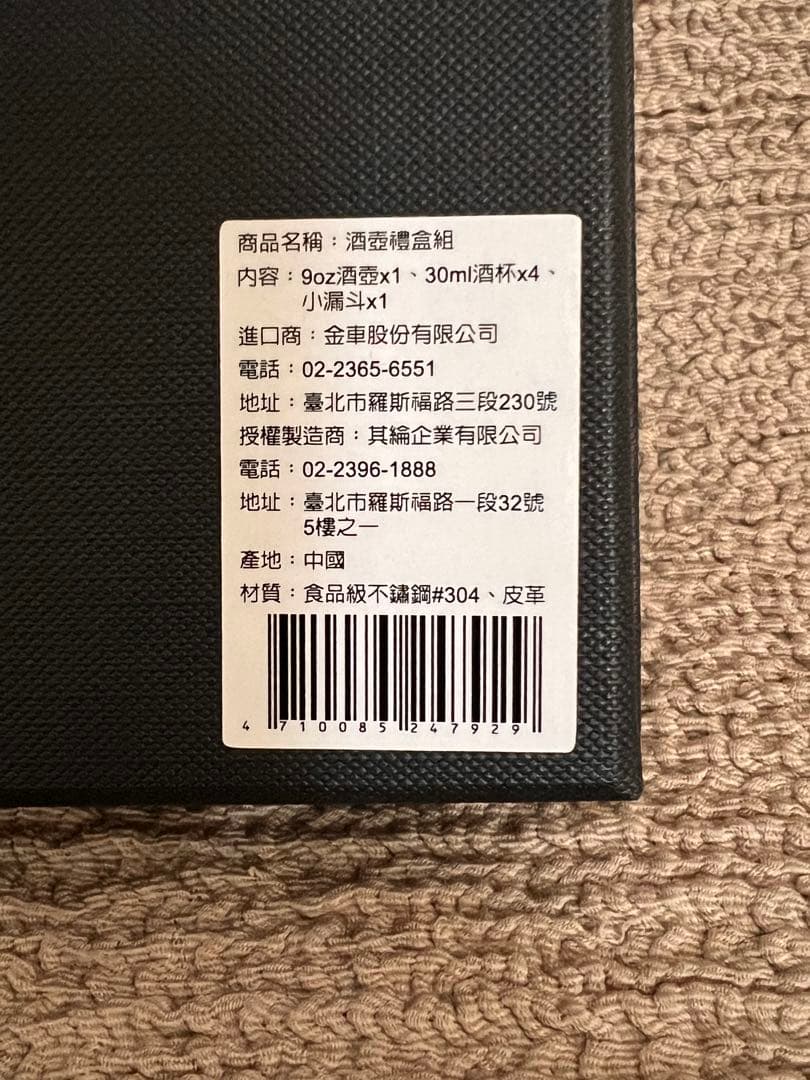 商品名稱：酒壺禮盒組
內容：9oz酒壺x1、30ml酒杯x4、
小漏斗x1
進口商：金車股份有限公司
電話：02-2365-6551
地址：臺北市羅斯福路三段230號
授權製造商：其綸企業有限公司
電話：02-2396-1888
地址：臺北市羅斯福路一段32號
5樓之一
產地：中國
材質：食品級不鏽鋼#304、皮革
4 710085 247929